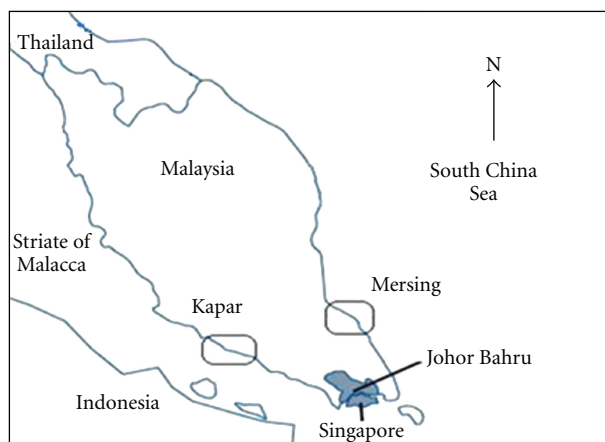 Thailand
N
Malaysia
South China
Sea
Striate of
Malacca
Mersing
Kapar
Johor Bahru
Indonesia
Singapore